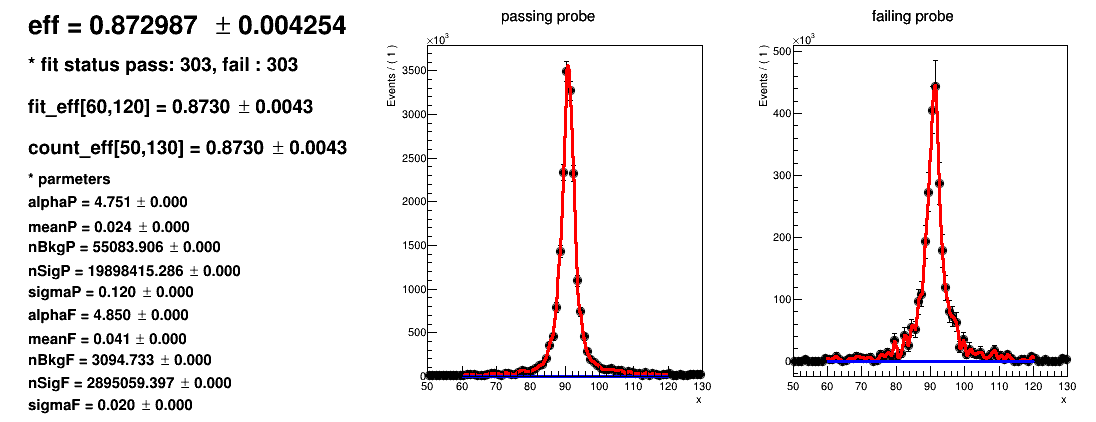 eff = 0.872987 ± 0.004254
* fit status pass: 303, fail : 303
fit_eff[60,120] = 0.8730 ± 0.0043
count_eff[50,130] = 0.8730 ± 0.0043
* parmeters
alphaP = 4.751 ± 0.000
meanP = 0.024 ± 0.000
nBkgP = 55083.906 ± 0.000
nSigP = 19898415.286 ± 0.000
sigmaP = 0.120 ± 0.000
alphaF = 4.850 ± 0.000
meanF = 0.041 ± 0.000
nBkgF = 3094.733 ± 0.000
nSigF = 2895059.397 ± 0.000
sigmaF = 0.020 ± 0.000
passing probe
×10³
Events / ( 1 )
3500
3000
2500
2000
1500
1000
500
0
50 60 70 80 90 100 110 120 130
x
failing probe
×10³
Events / ( 1 )
500
400
300
200
100
0
50 60 70 80 90 100 110 120 130
x